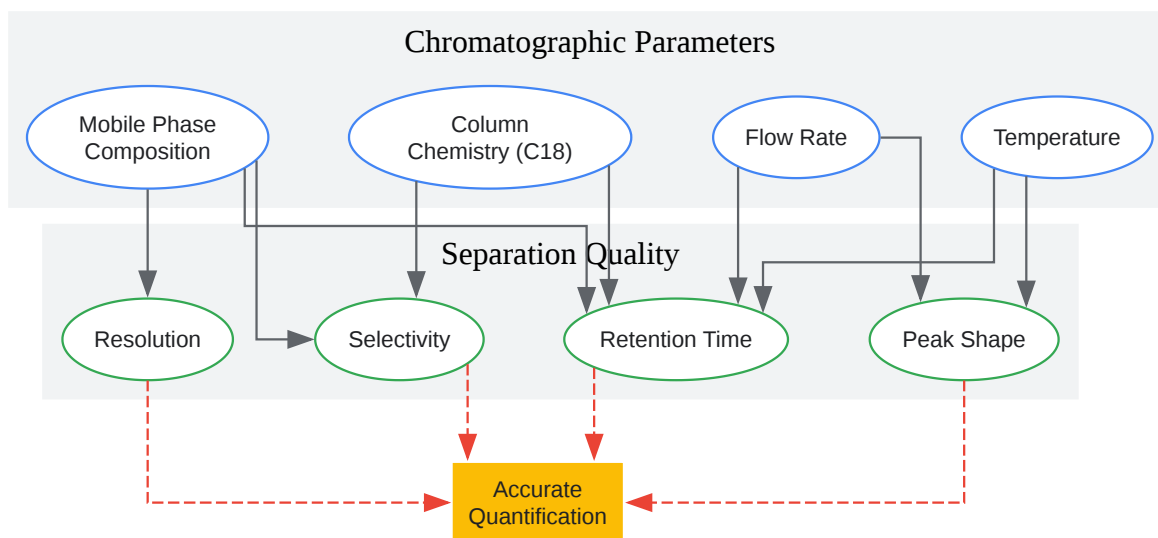 Chromatographic Parameters
Mobile Phase
Composition
Column
Chemistry (C18)
Flow Rate
Temperature
Separation Quality
Resolution
Selectivity
Retention Time
Peak Shape
Accurate
Quantification